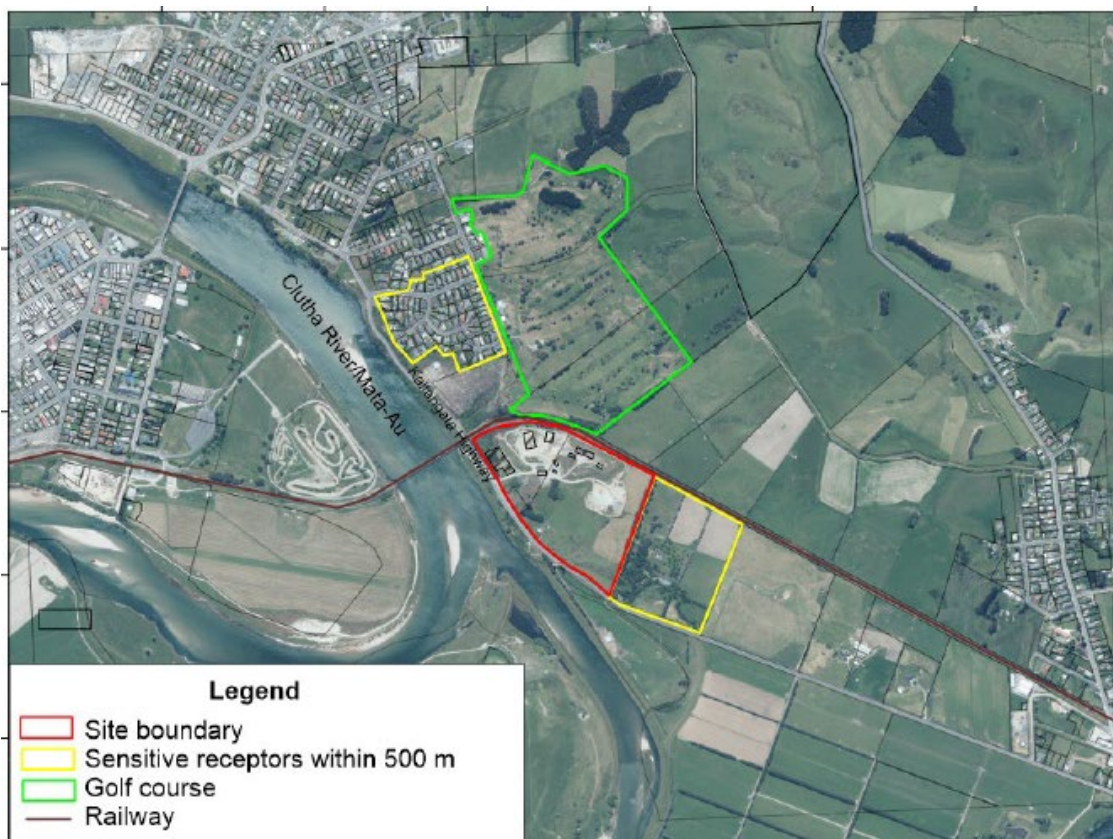 Clutha River/Mata-Au
Kaitangata Highway
Legend
Site boundary
Sensitive receptors within 500 m
Golf course
Railway